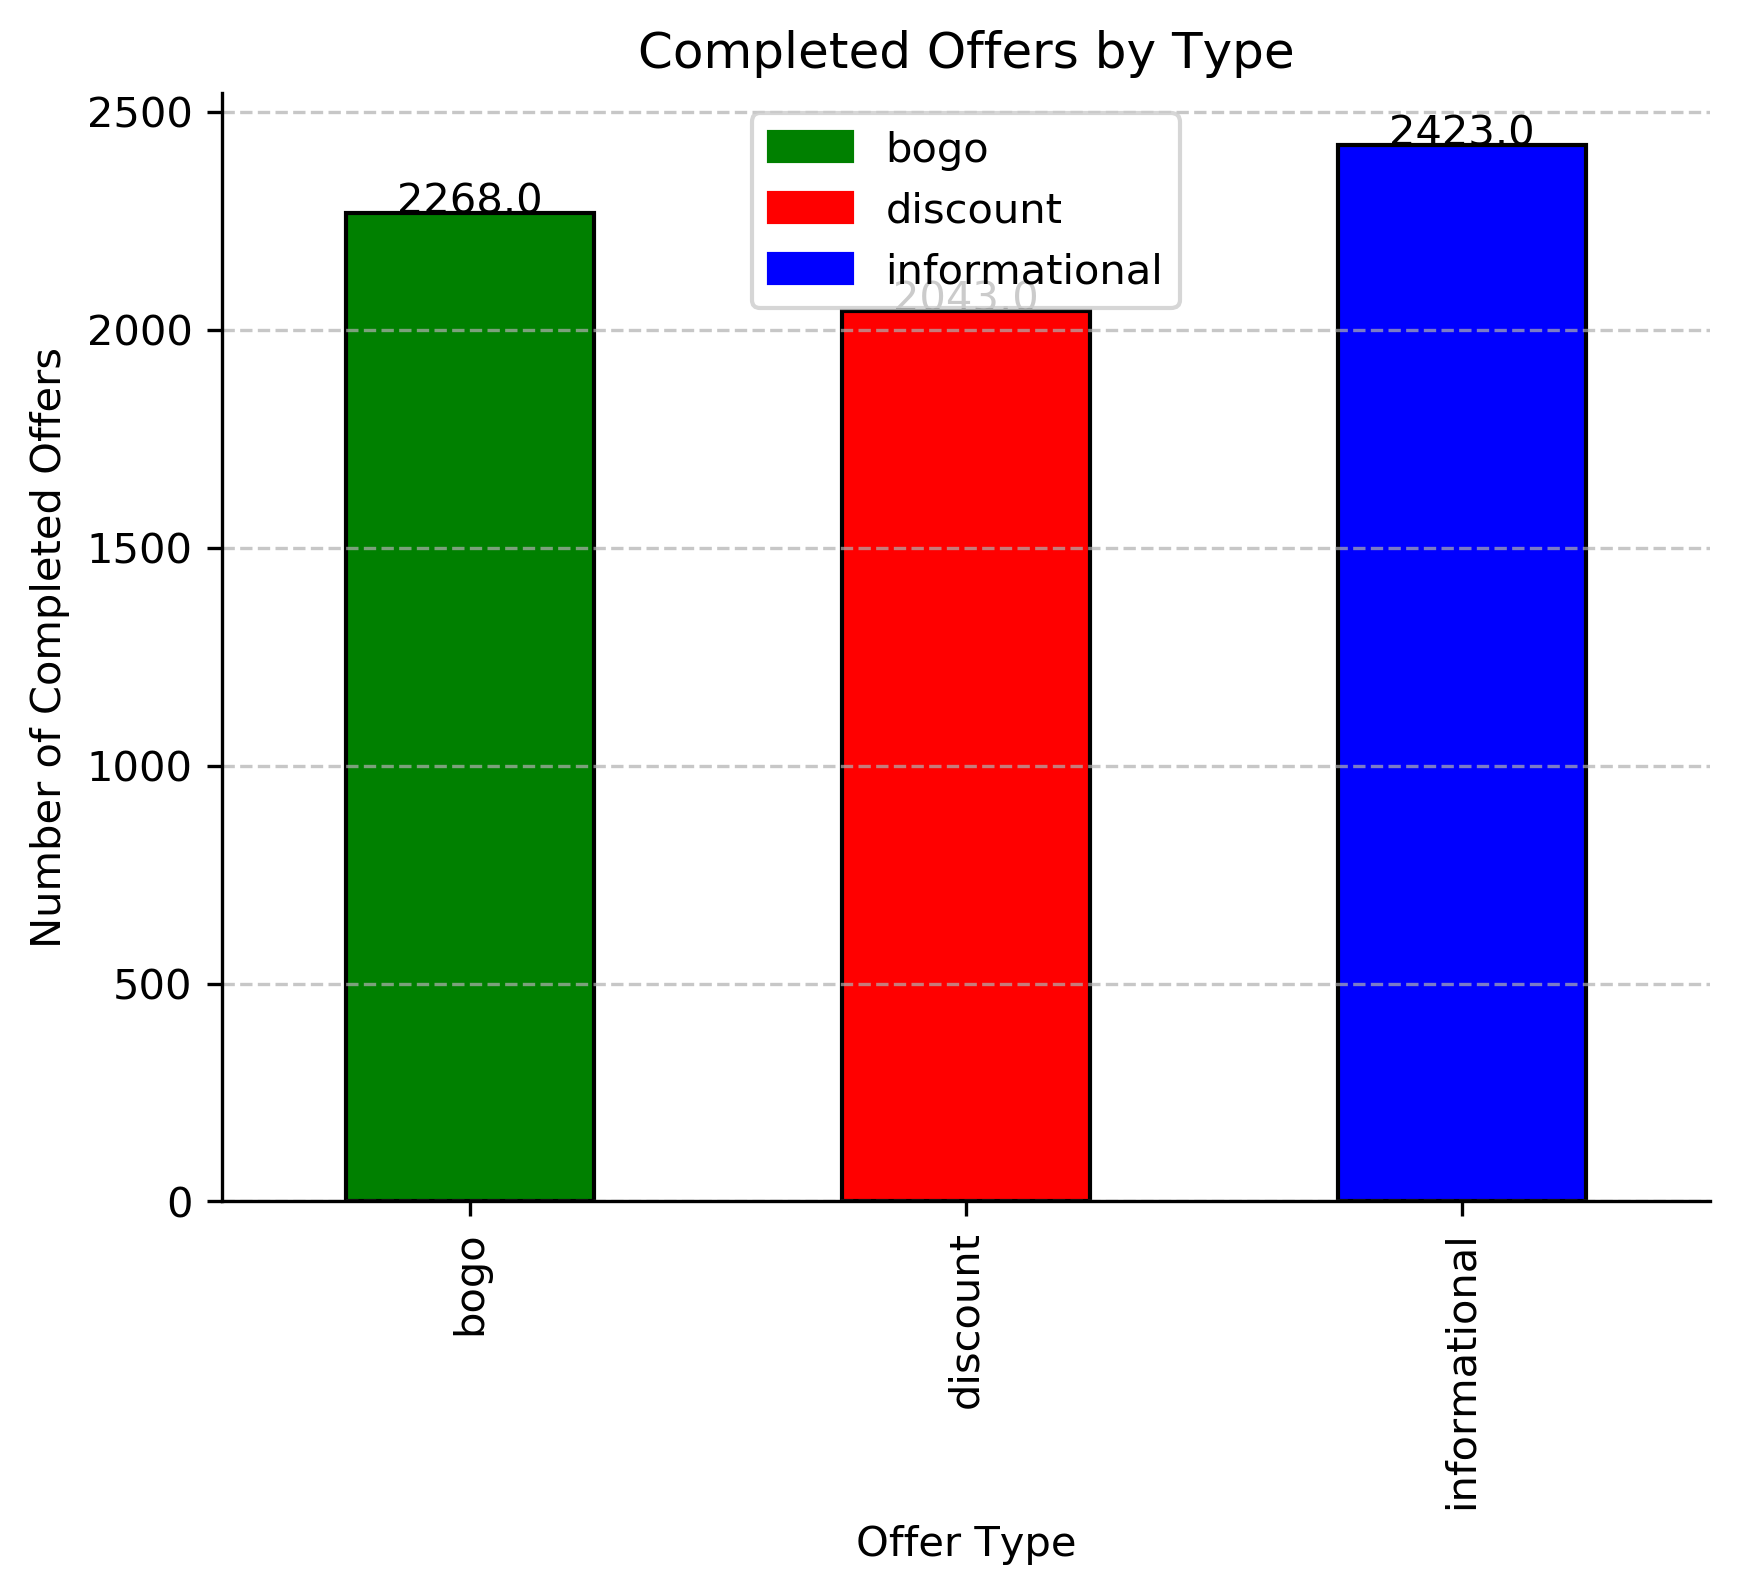 Completed Offers by Type
2500
2000
1500
1000
500
0
Number of Completed Offers
2268.0
2043.0
2423.0
bogo
discount
informational
bogo
discount
informational
Offer Type